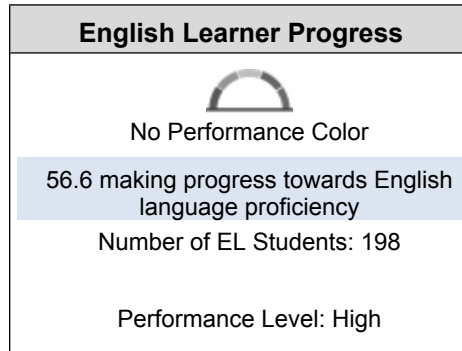 English Learner Progress
No Performance Color
56.6 making progress towards English
language proficiency
Number of EL Students: 198
Performance Level: High